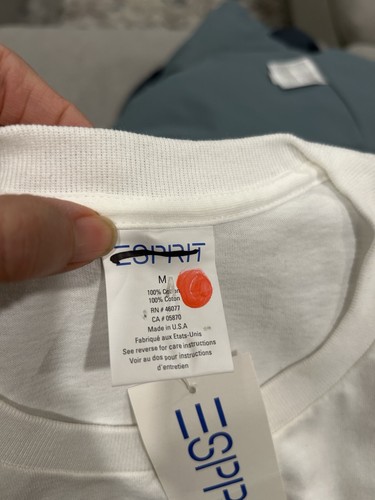 ESPRIT
M
100% Coton
100% Cotton
RN # 46077
CA # 05870
Made in U.S.A
Fabriqué aux Etats-Unis
See reverse for care instructions
Voir au dos pour instructions
d'entretien
ESPR